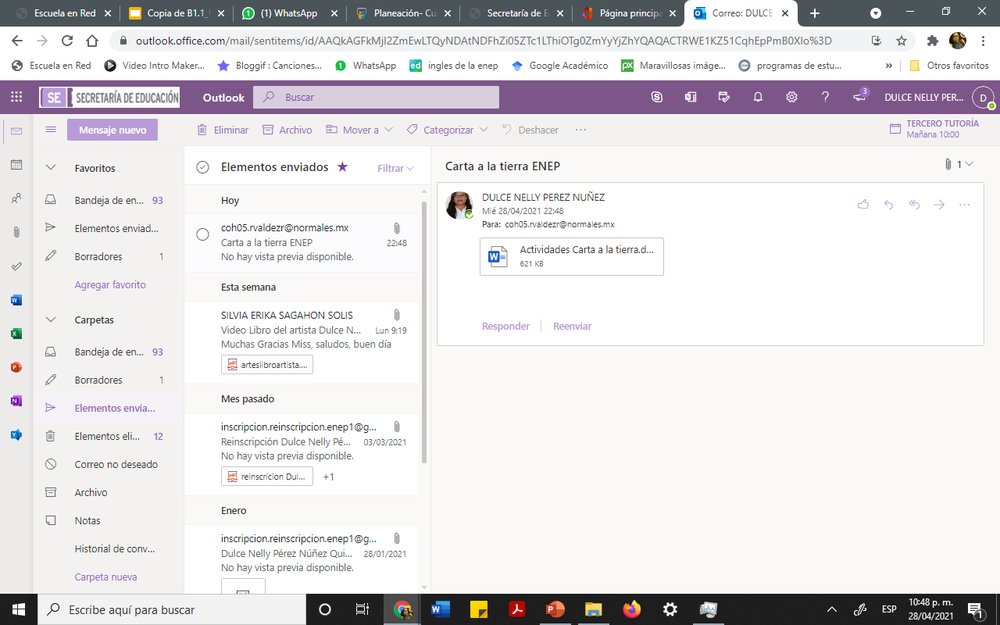 Escuela en Red
Copia de B1.1_
(1) WhatsApp
Planeación- Cu
Secretaría de E
Página principa
Correo: DULCE
outlook.office.com/mail/sentitems/id/AAQkAGFkMjI2ZmEwLTQyNDAtNDFhZi05ZTc1LThiOTg0ZmYyYjZhYQAQACTRWE1KZ51CqhEpPmB0XIo%3D
Escuela en Red
Video Intro Maker...
Bloggif : Canciones...
WhatsApp
ingles de la enep
Google Académico
Maravillosas imáge...
programas de estu...
»
Otros favoritos
SE SECRETARÍA DE EDUCACIÓN
Outlook
Buscar
3
DULCE NELLY PER...
D
Mensaje nuevo
Eliminar
Archivo
Mover a
Categorizar
Deshacer
TERCERO TUTORÍA
Mañana 10:00
Favoritos
Bandeja de en... 93
Elementos enviad...
Borradores 1
Agregar favorito
Carpetas
Bandeja de en... 93
Borradores 1
Elementos envia...
Elementos eli... 12
Correo no deseado
Archivo
Notas
Historial de conv...
Carpeta nueva
Elementos enviados
Filtrar
Hoy
coh05.rvaldezr@normales.mx
Carta a la tierra ENEP 22:48
No hay vista previa disponible.
Esta semana
SILVIA ERIKA SAGAHON SOLIS
Video Libro del artista Dulce N... Lun 9:19
Muchas Gracias Miss, saludos, buen día
arteslibroartista....
Mes pasado
inscripcion.reinscripcion.enep1@g...
Reinscripción Dulce Nelly Pé... 03/03/2021
No hay vista previa disponible.
reinscricion Dul... +1
Enero
inscripcion.reinscripcion.enep1@g...
Dulce Nelly Pérez Núñez Qui... 28/01/2021
No hay vista previa disponible.
Carta a la tierra ENEP
1
DULCE NELLY PEREZ NUÑEZ
Mié 28/04/2021 22:48
Para: coh05.rvaldezr@normales.mx
Actividades Carta a la tierra.d...
621 KB
Responder
Reenviar
Escribe aquí para buscar
ESP
10:48 p. m.
28/04/2021
1